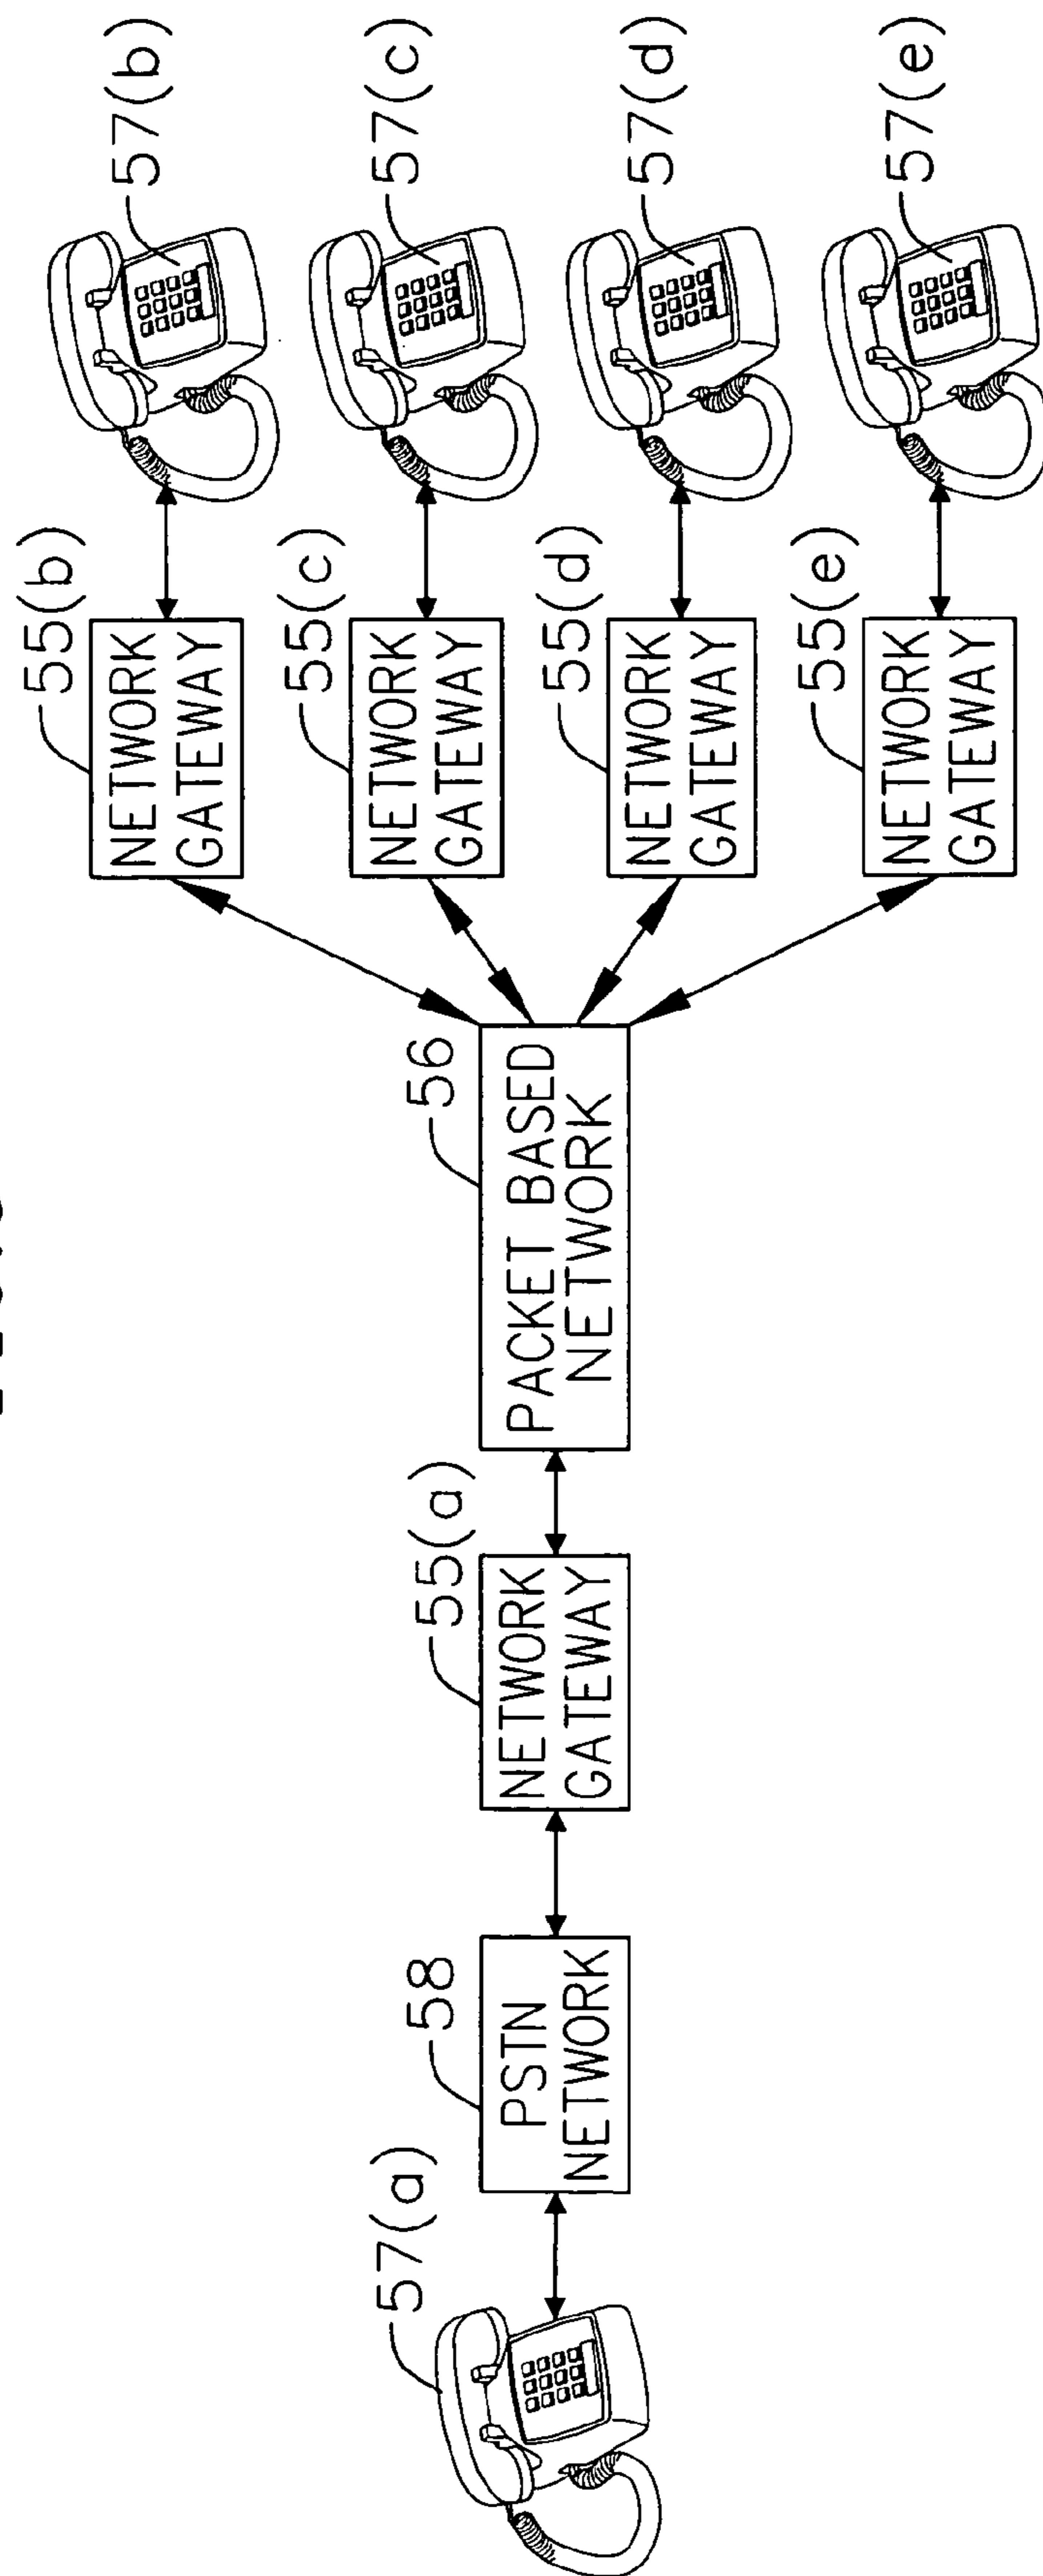 57(a)
58
PSTN
NETWORK
55(a)
NETWORK
GATEWAY
56
PACKET BASED
NETWORK
55(b)
NETWORK
GATEWAY
57(b)
55(c)
NETWORK
GATEWAY
57(c)
55(d)
NETWORK
GATEWAY
57(d)
55(e)
NETWORK
GATEWAY
57(e)